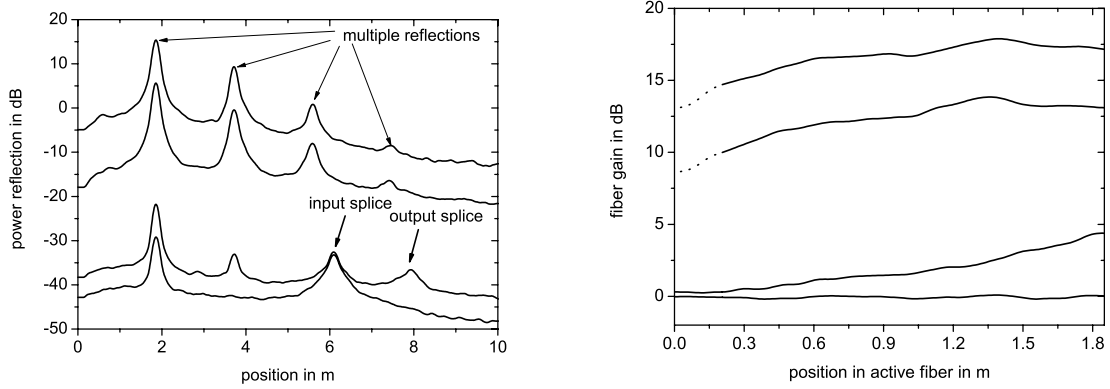 20
10
0
-10
-20
-30
-40
-50
power reflection in dB
multiple reflections
input splice
output splice
0 2 4 6 8 10
position in m
20
15
10
5
0
fiber gain in dB
0.0 0.3 0.6 0.9 1.2 1.5 1.8
position in active fiber in m